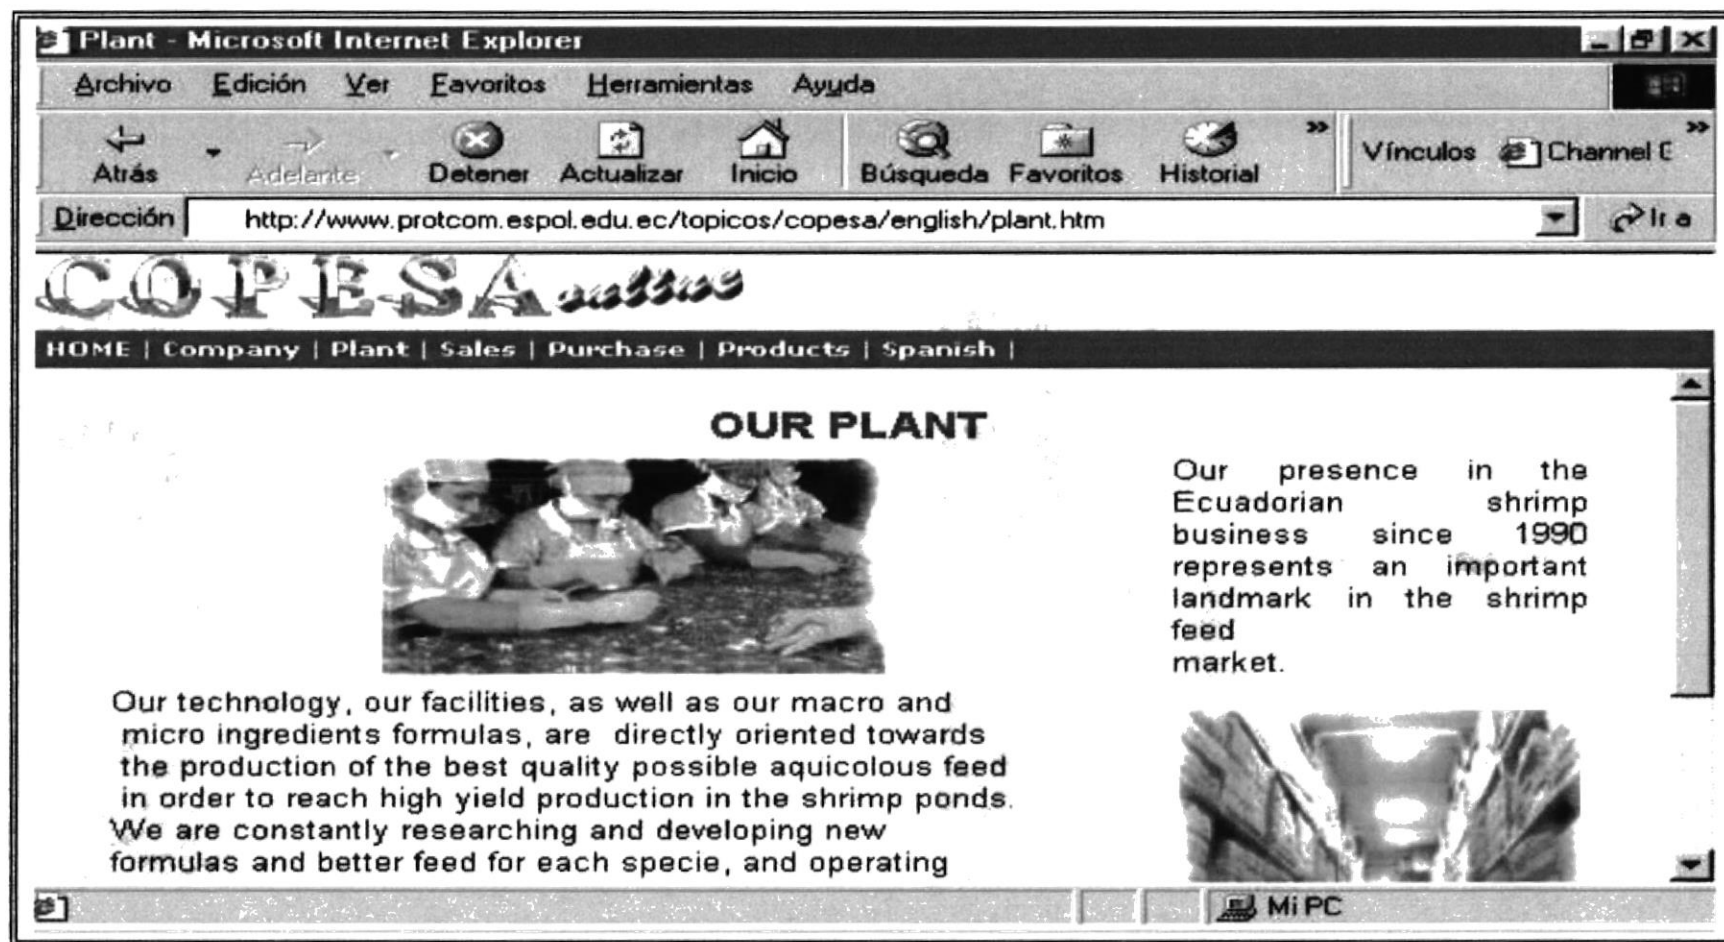 Plant - Microsoft Internet Explorer
Archivo Edición Ver Favoritos Herramientas Ayuda
Atrás Adelante Detener Actualizar Inicio Búsqueda Favoritos Historial » Vínculos Channel »
Dirección http://www.protcom.espol.edu.ec/topicos/copesa/english/plant.htm Ir a
COPESA online
HOME | Company | Plant | Sales | Purchase | Products | Spanish |
OUR PLANT
Our presence in the
Ecuadorian shrimp
business since 1990
represents an important
landmark in the shrimp
feed
market.
Our technology, our facilities, as well as our macro and
micro ingredients formulas, are directly oriented towards
the production of the best quality possible aquicolous feed
in order to reach high yield production in the shrimp ponds.
We are constantly researching and developing new
formulas and better feed for each specie, and operating
Mi PC